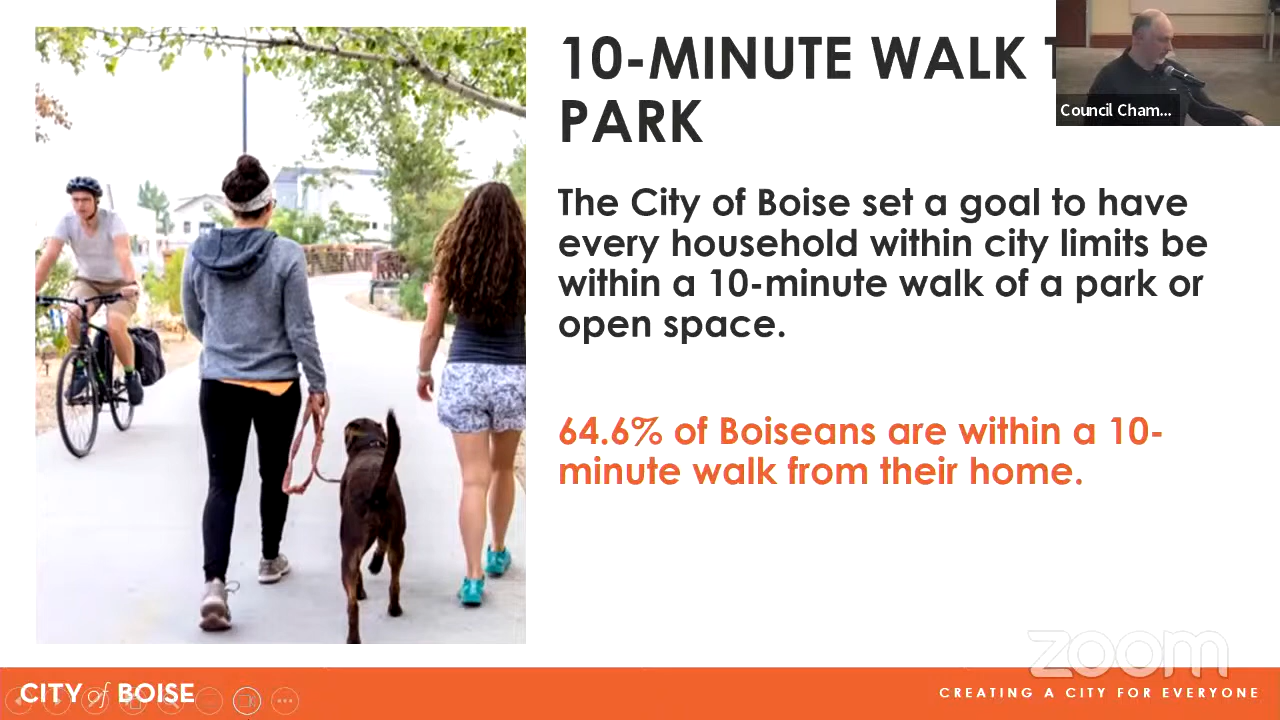 10-MINUTE WALK T
PARK
Council Cham...
The City of Boise set a goal to have
every household within city limits be
within a 10-minute walk of a park or
open space.
64.6% of Boiseans are within a 10-
minute walk from their home.
zoom
CITY of BOISE
CREATING A CITY FOR EVERYONE